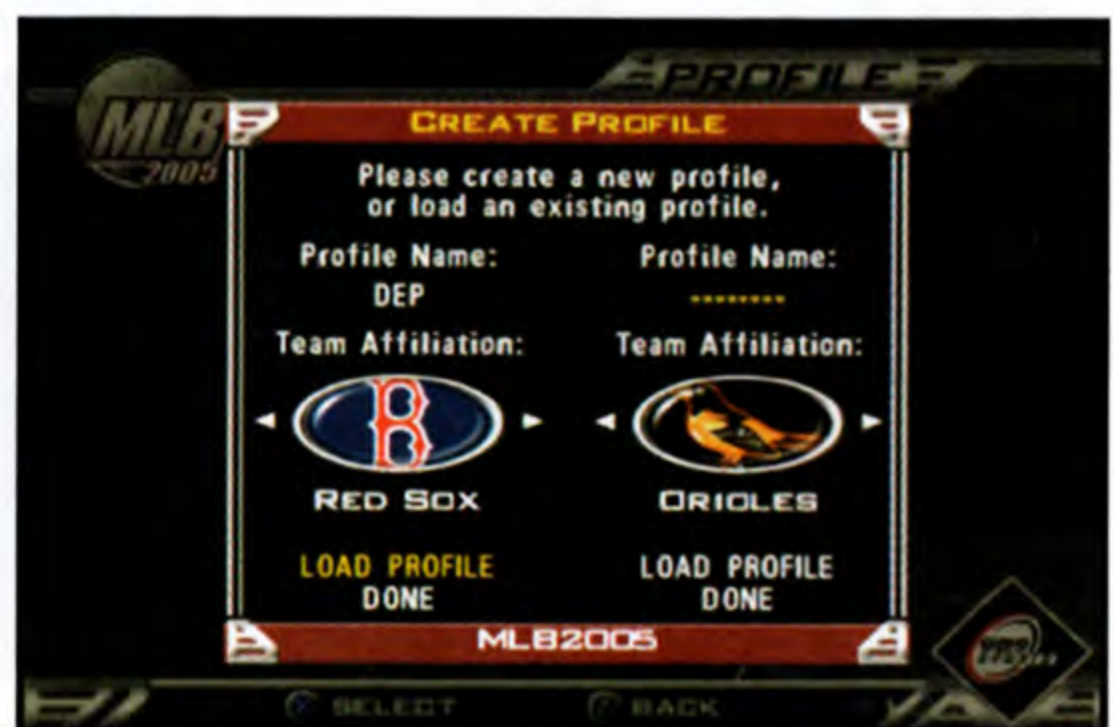 PROFILE
MLB
2005
CREATE PROFILE
Please create a new profile,
or load an existing profile.
Profile Name:
DEP
Profile Name:
--------
Team Affiliation:
Team Affiliation:
B
RED SOX
ORIOLES
LOAD PROFILE
DONE
LOAD PROFILE
DONE
MLB2005
SELECT
BACK